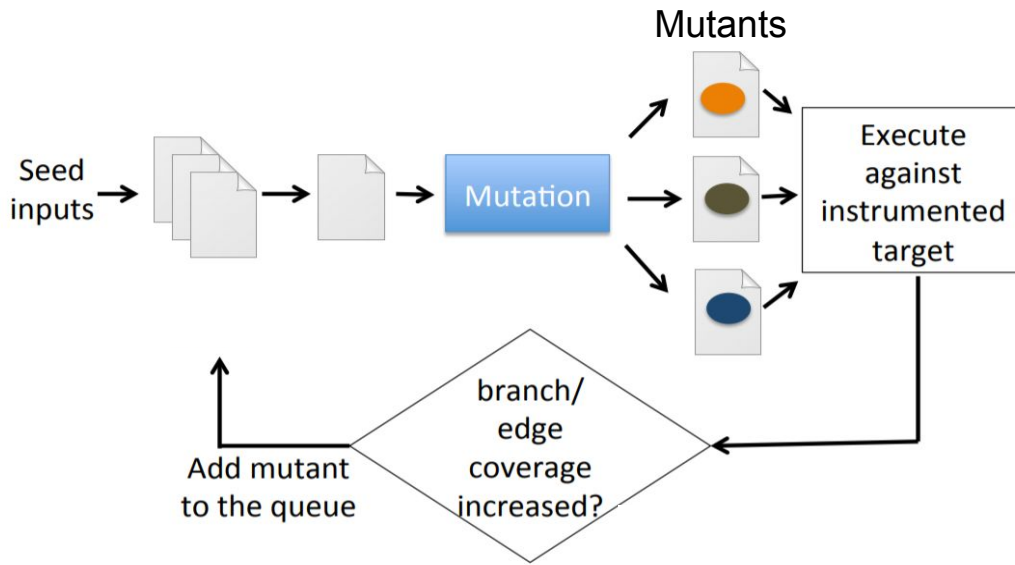 Mutants
Seed
inputs
Mutation
Execute
against
instrumented
target
branch/
edge
coverage
increased?
Add mutant
to the queue